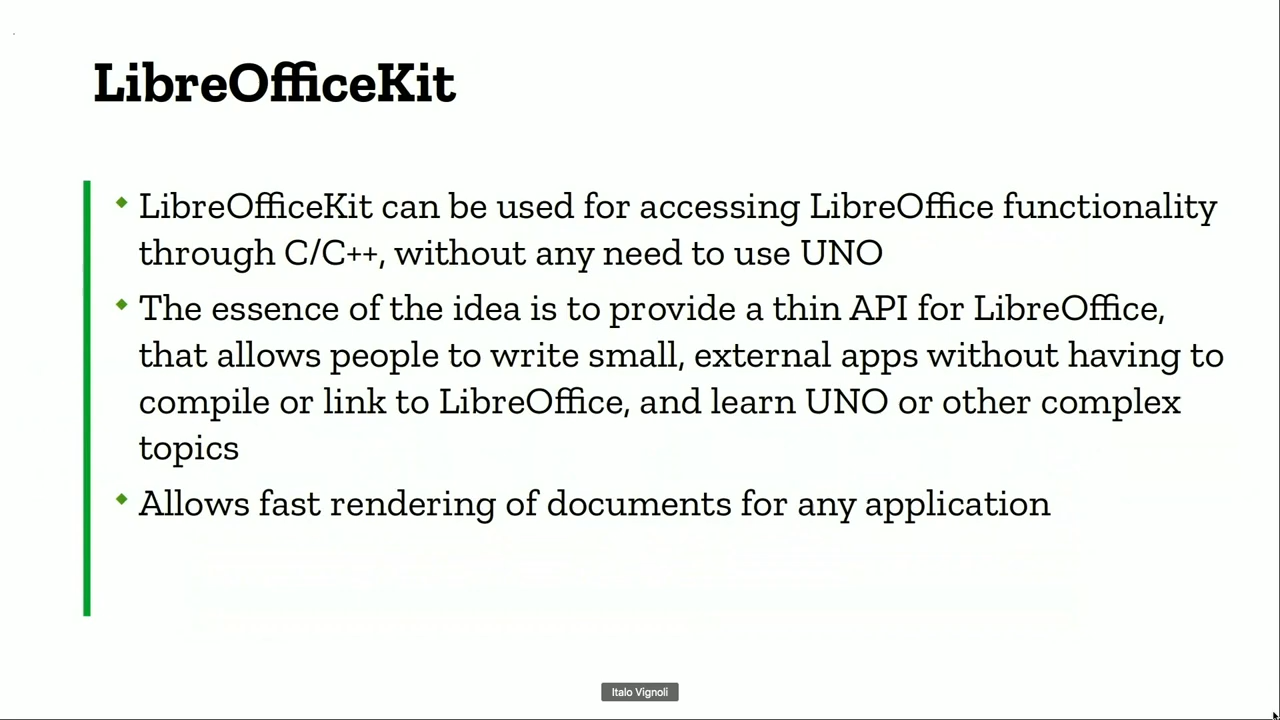 LibreOfficeKit
LibreOfficeKit can be used for accessing LibreOffice functionality
through C/C++, without any need to use UNO
The essence of the idea is to provide a thin API for LibreOffice,
that allows people to write small, external apps without having to
compile or link to LibreOffice, and learn UNO or other complex
topics
Allows fast rendering of documents for any application
Italo Vignoli